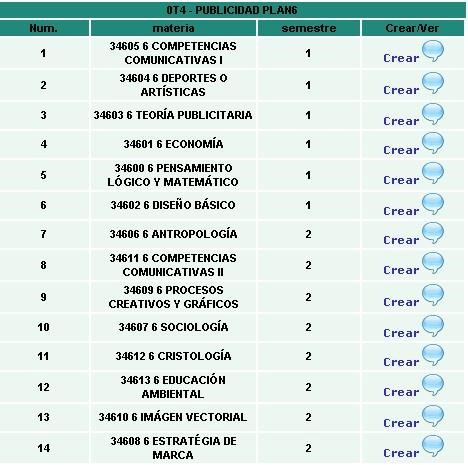 0T4 - PUBLICIDAD PLAN6
Num. materia semestre Crear/Ver
1 34605 6 COMPETENCIAS COMUNICATIVAS I 1 Crear
2 34604 6 DEPORTES O ARTÍSTICAS 1 Crear
3 34603 6 TEORÍA PUBLICITARIA 1 Crear
4 34601 6 ECONOMÍA 1 Crear
5 34600 6 PENSAMIENTO LÓGICO Y MATEMÁTICO 1 Crear
6 34602 6 DISEÑO BÁSICO 1 Crear
7 34606 6 ANTROPOLOGÍA 2 Crear
8 34611 6 COMPETENCIAS COMUNICATIVAS II 2 Crear
9 34609 6 PROCESOS CREATIVOS Y GRÁFICOS 2 Crear
10 34607 6 SOCIOLOGÍA 2 Crear
11 34612 6 CRISTOLOGÍA 2 Crear
12 34613 6 EDUCACIÓN AMBIENTAL 2 Crear
13 34610 6 IMÁGEN VECTORIAL 2 Crear
14 34608 6 ESTRATÉGIA DE MARCA 2 Crear